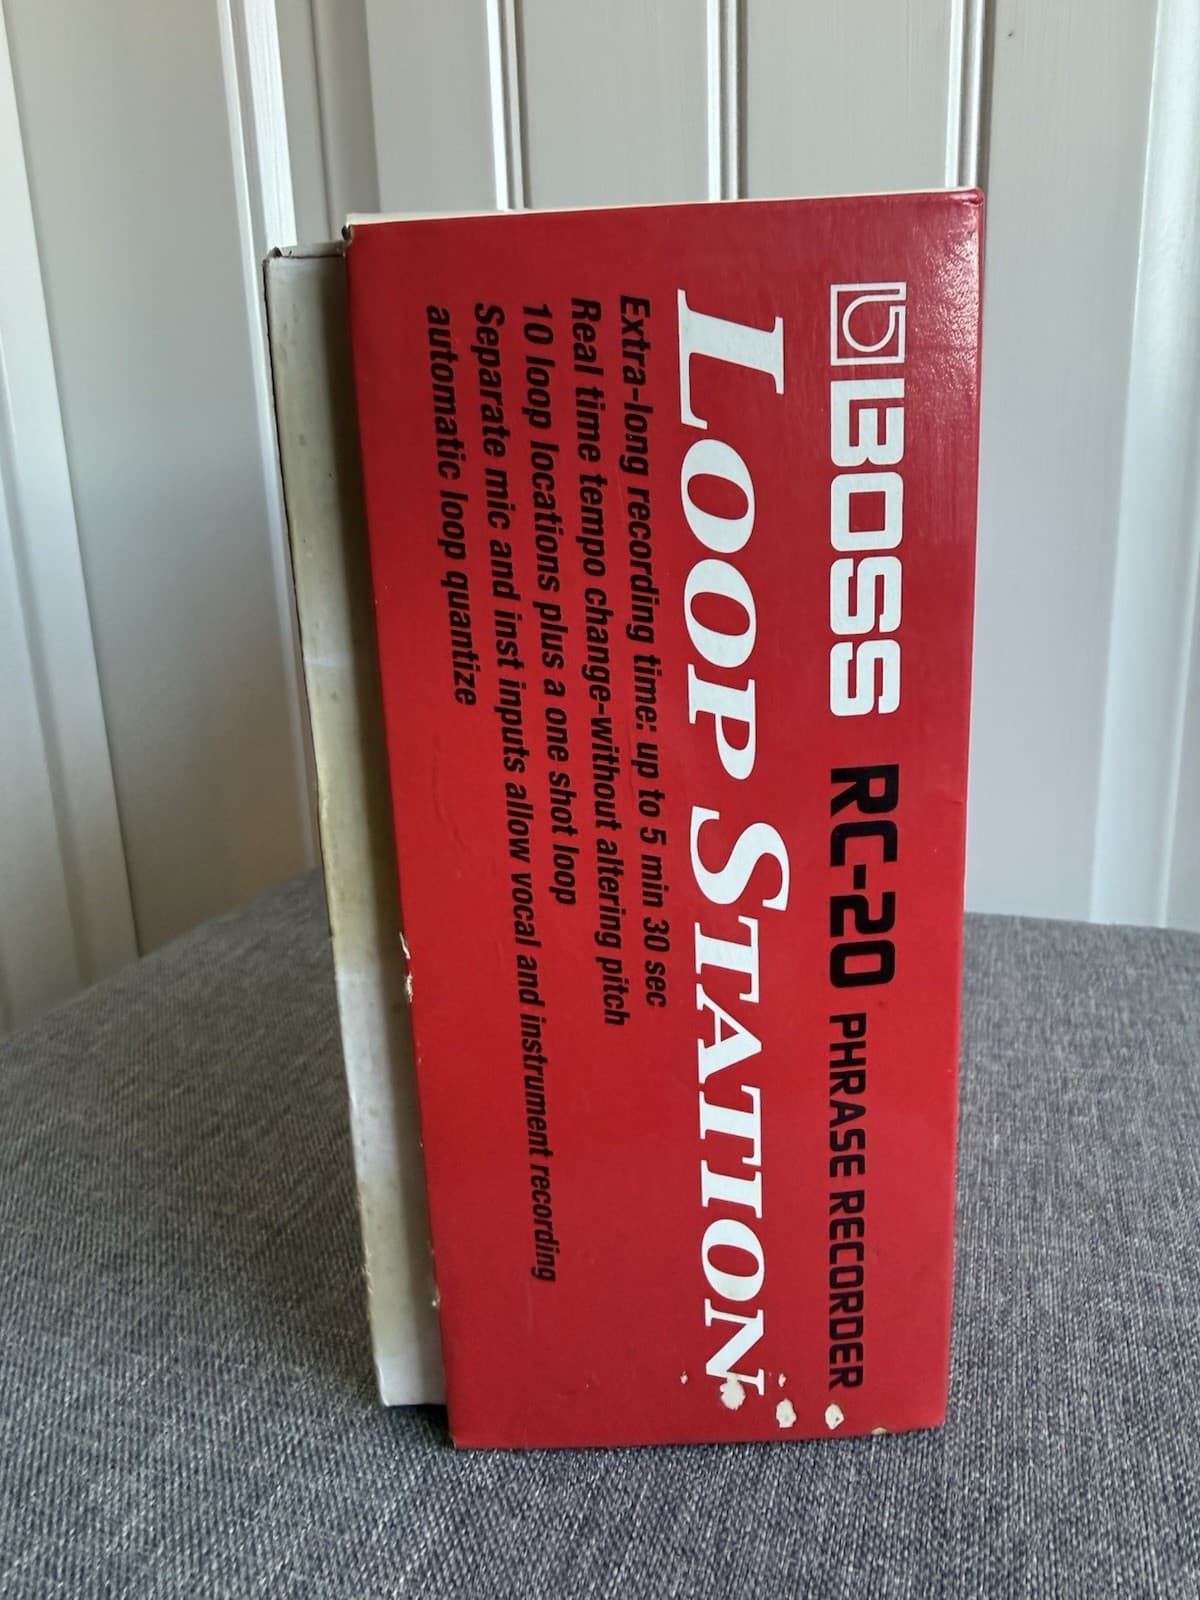 BOSS RC-20 PHRASE RECORDER
LOOP STATION
Extra-long recording time: up to 5 min 30 sec
Real time tempo change-without altering pitch
10 loop locations plus a one shot loop
Separate mic and inst inputs allow vocal and instrument recording
automatic loop quantize